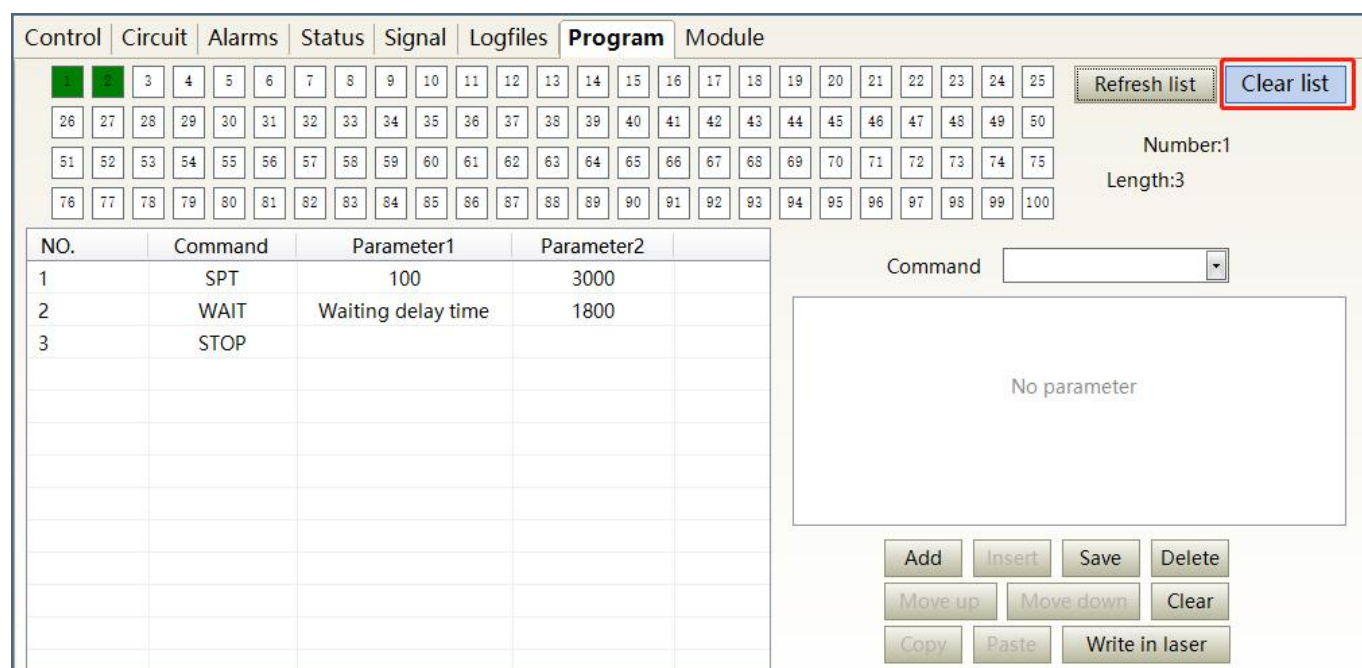 Control Circuit Alarms Status Signal Logfiles Program Module
1 2 3 4 5 6 7 8 9 10 11 12 13 14 15 16 17 18 19 20 21 22 23 24 25 Refresh list Clear list
26 27 28 29 30 31 32 33 34 35 36 37 38 39 40 41 42 43 44 45 46 47 48 49 50
Number:1
51 52 53 54 55 56 57 58 59 60 61 62 63 64 65 66 67 68 69 70 71 72 73 74 75
Length:3
76 77 78 79 80 81 82 83 84 85 86 87 88 89 90 91 92 93 94 95 96 97 98 99 100
NO. Command Parameter1 Parameter2
1 SPT 100 3000
2 WAIT Waiting delay time 1800
3 STOP
Command
No parameter
Add Insert Save Delete
Move up Move down Clear
Copy Paste Write in laser